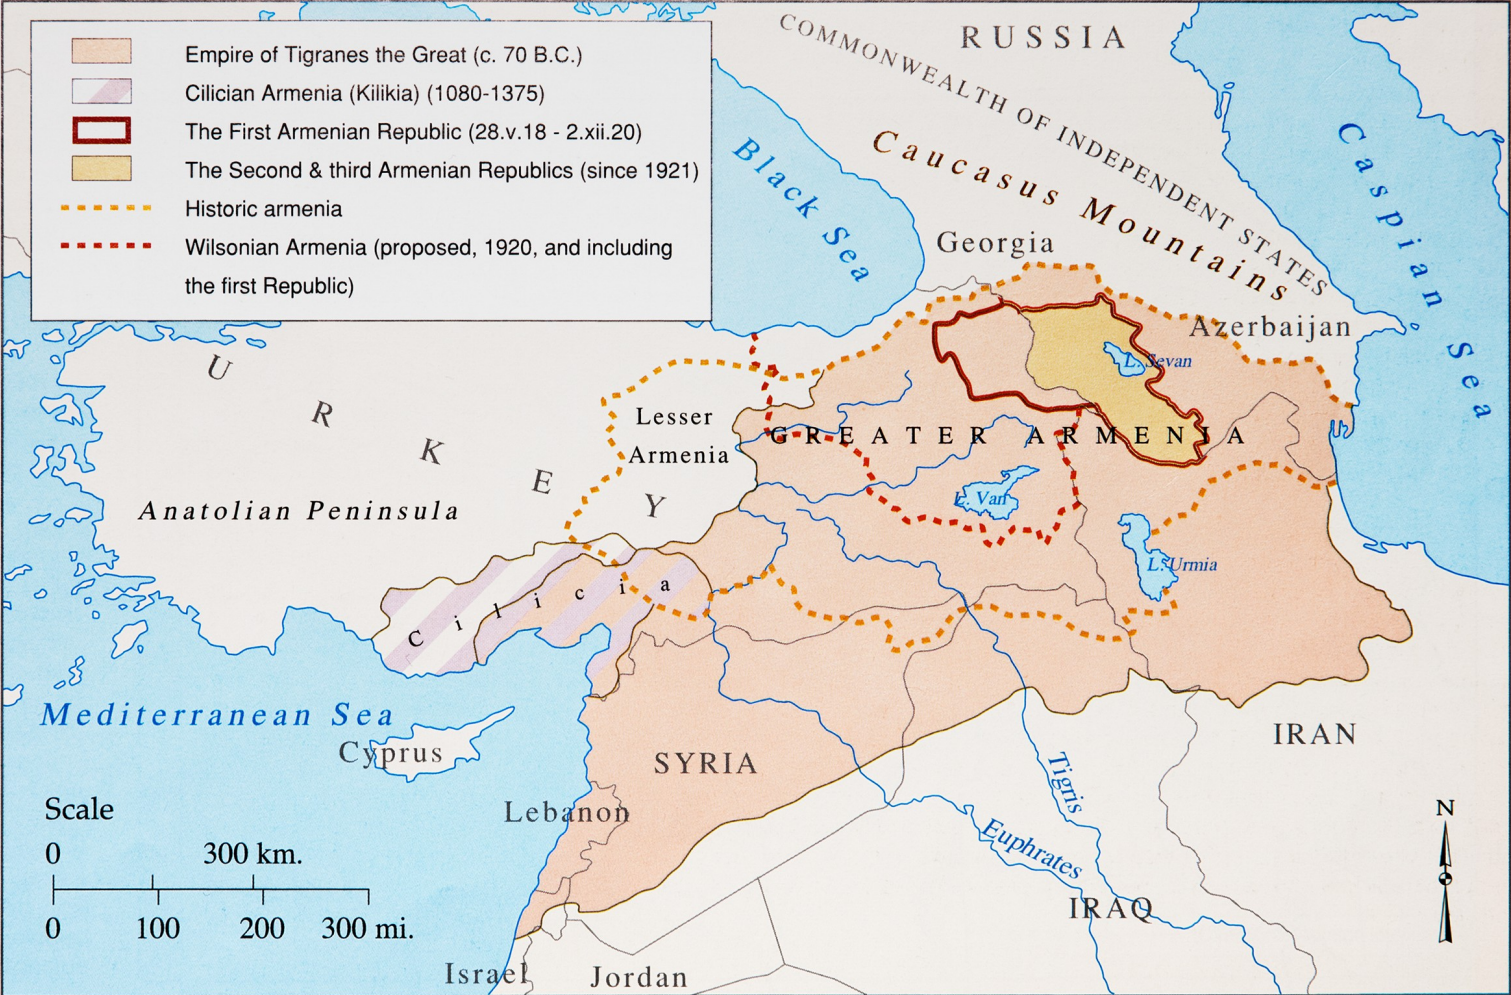 Empire of Tigranes the Great (c. 70 B.C.)
Cilician Armenia (Kilikia) (1080-1375)
The First Armenian Republic (28.v.18 - 2.xii.20)
The Second & third Armenian Republics (since 1921)
Historic armenia
Wilsonian Armenia (proposed, 1920, and including
the first Republic)
RUSSIA
COMMONWEALTH OF INDEPENDENT STATES
Caucasus Mountains
Black Sea
Caspian Sea
Georgia
Azerbaijan
L. Sevan
URKEY
Lesser
Armenia
GREATER ARMENIA
Anatolian Peninsula
L. Van
L. Urmia
Cilicia
Mediterranean Sea
Cyprus
SYRIA
IRAN
Lebanon
Tigris
Euphrates
IRAQ
Israel
Jordan
Scale
0 300 km.
0 100 200 300 mi.
N